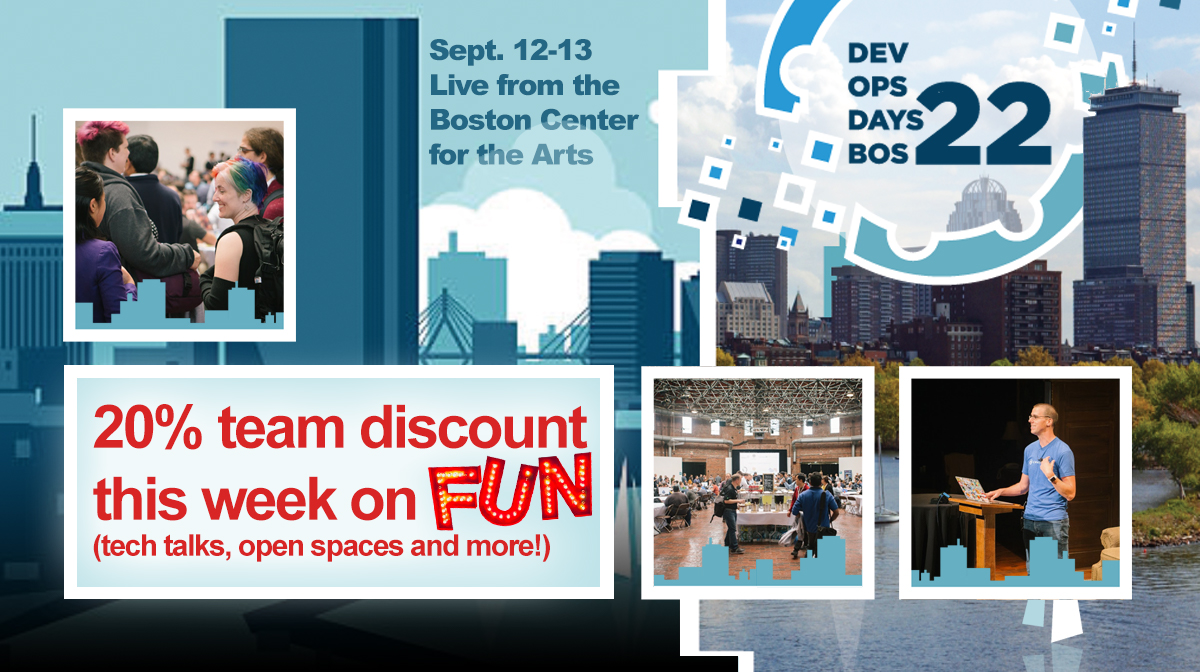 Sept. 12-13
Live from the
Boston Center
for the Arts
DEV
OPS
DAYS
BOS 22
20% team discount
this week on FUN
(tech talks, open spaces and more!)